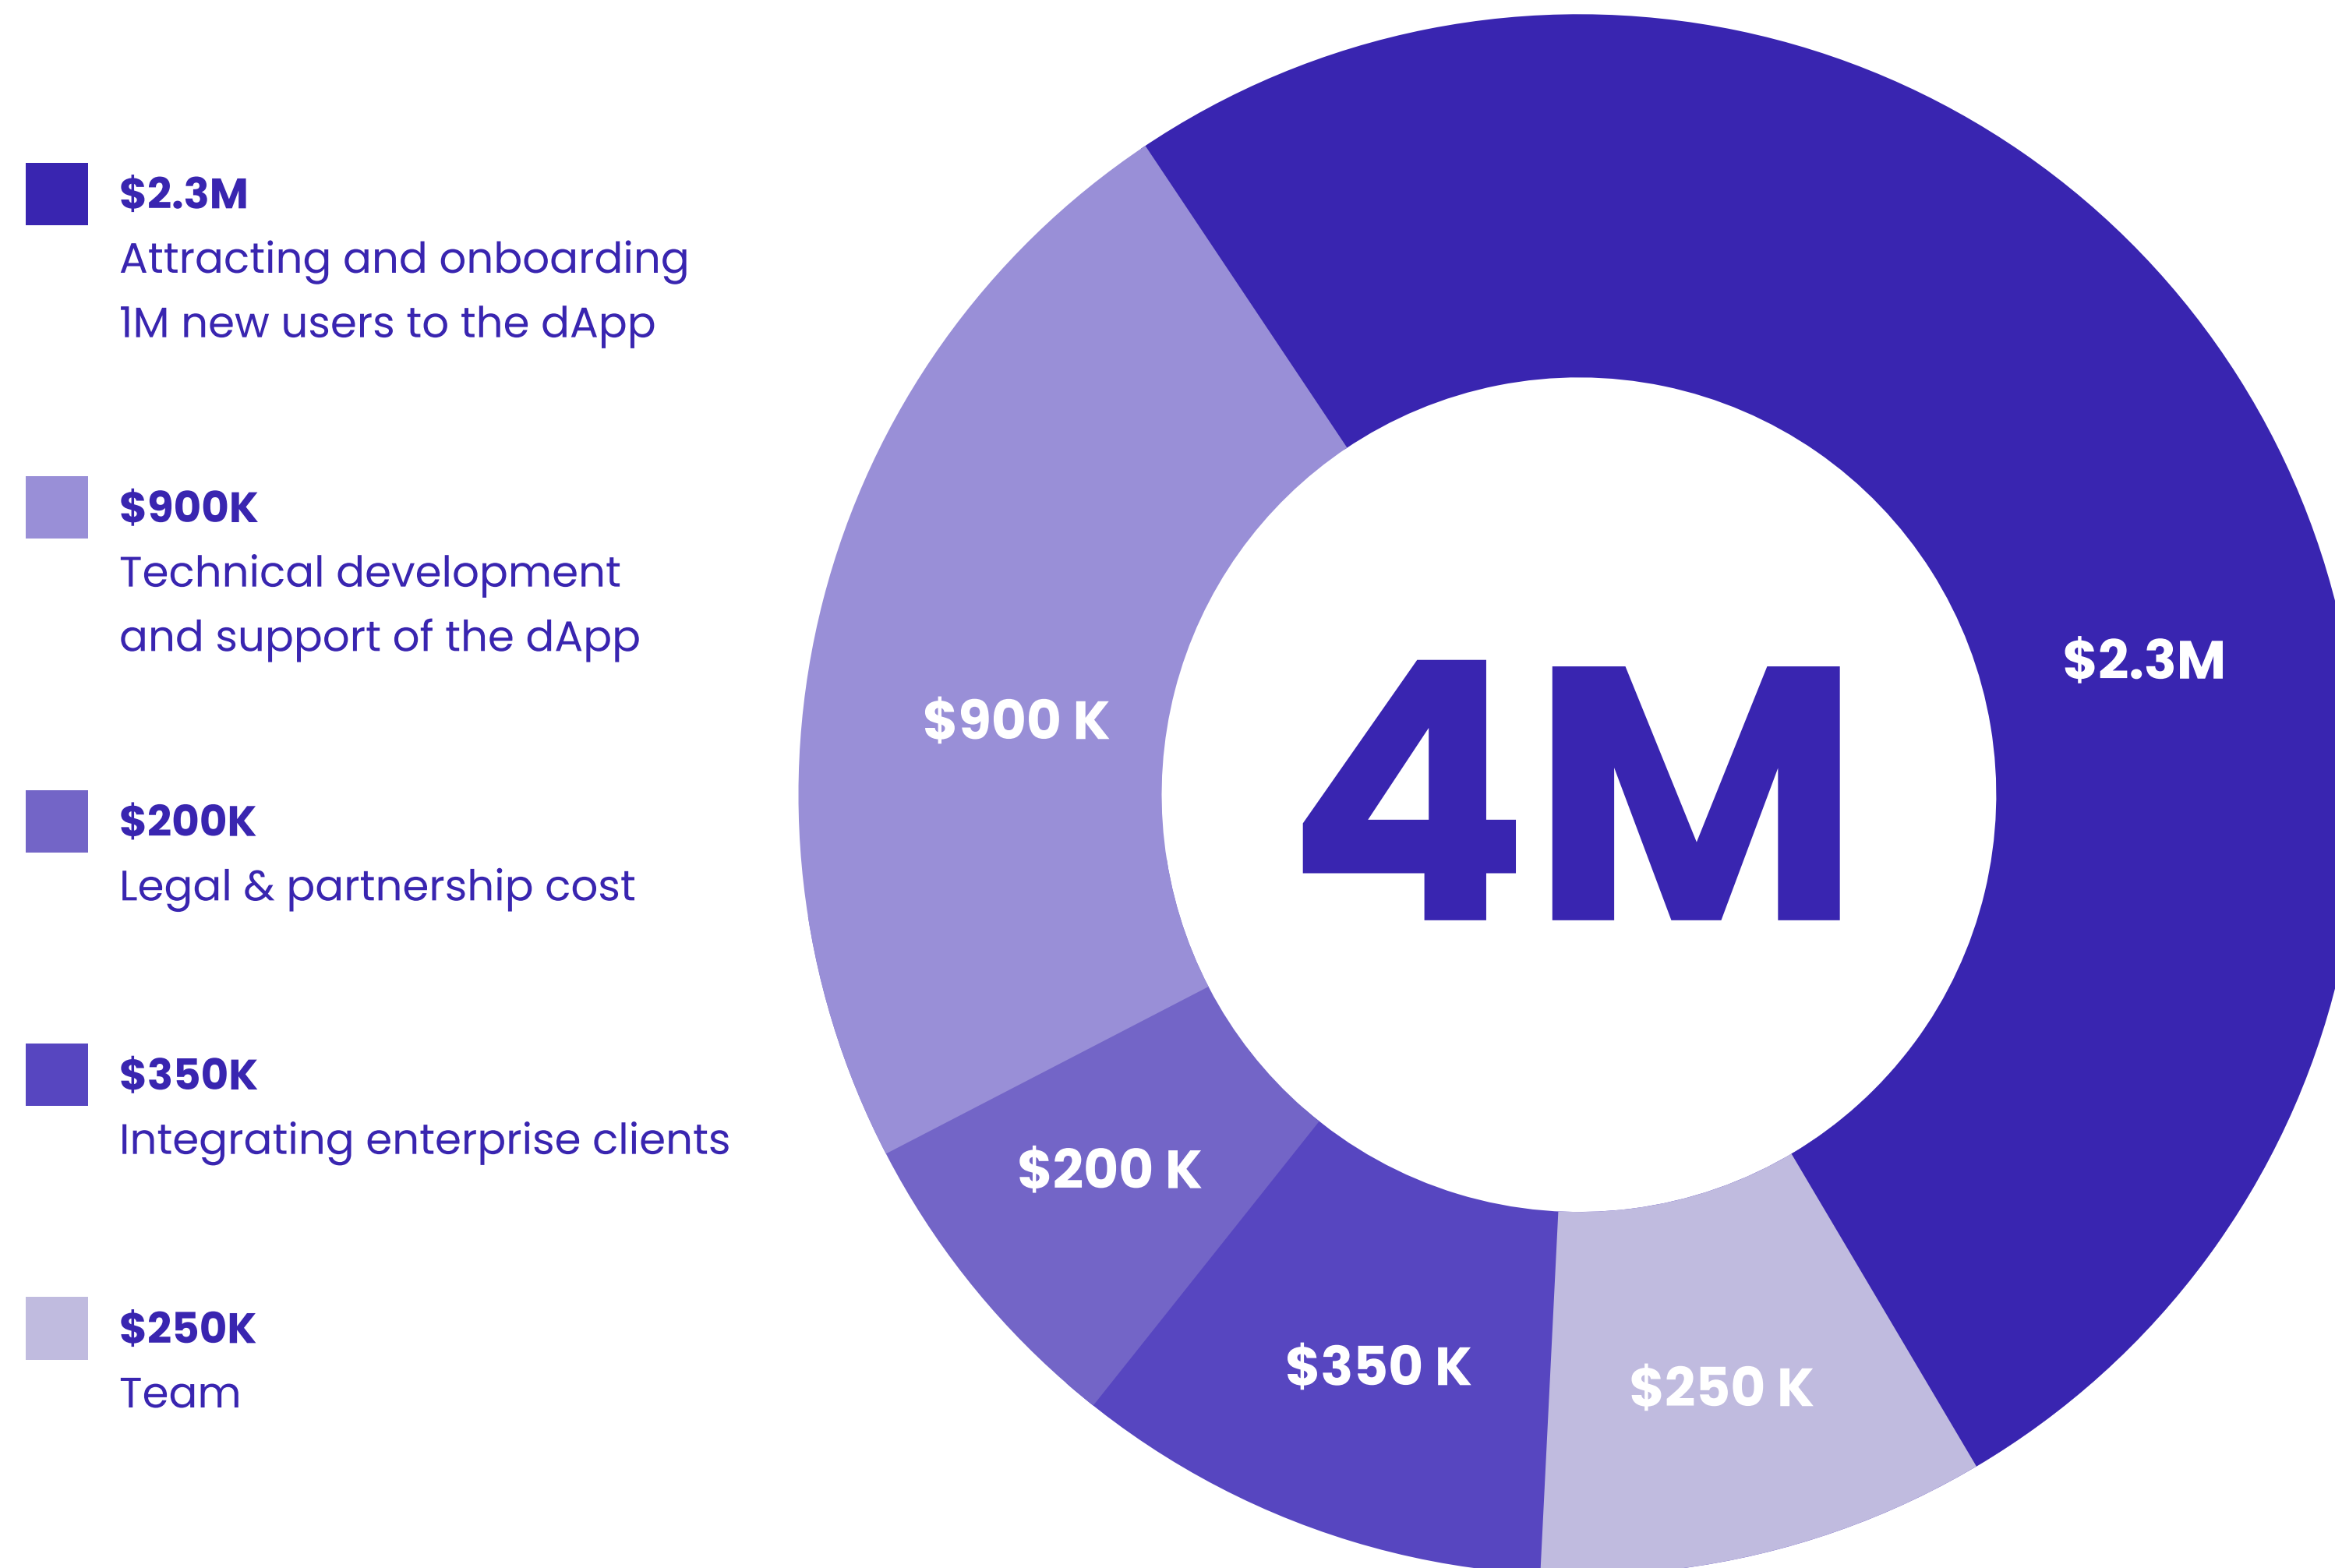 $2.3M
Attracting and onboarding
1M new users to the dApp
$900K
Technical development
and support of the dApp
$200K
Legal & partnership cost
$350K
Integrating enterprise clients
$250K
Team
4M
$2.3M
$900 K
$200 K
$350 K
$250 K